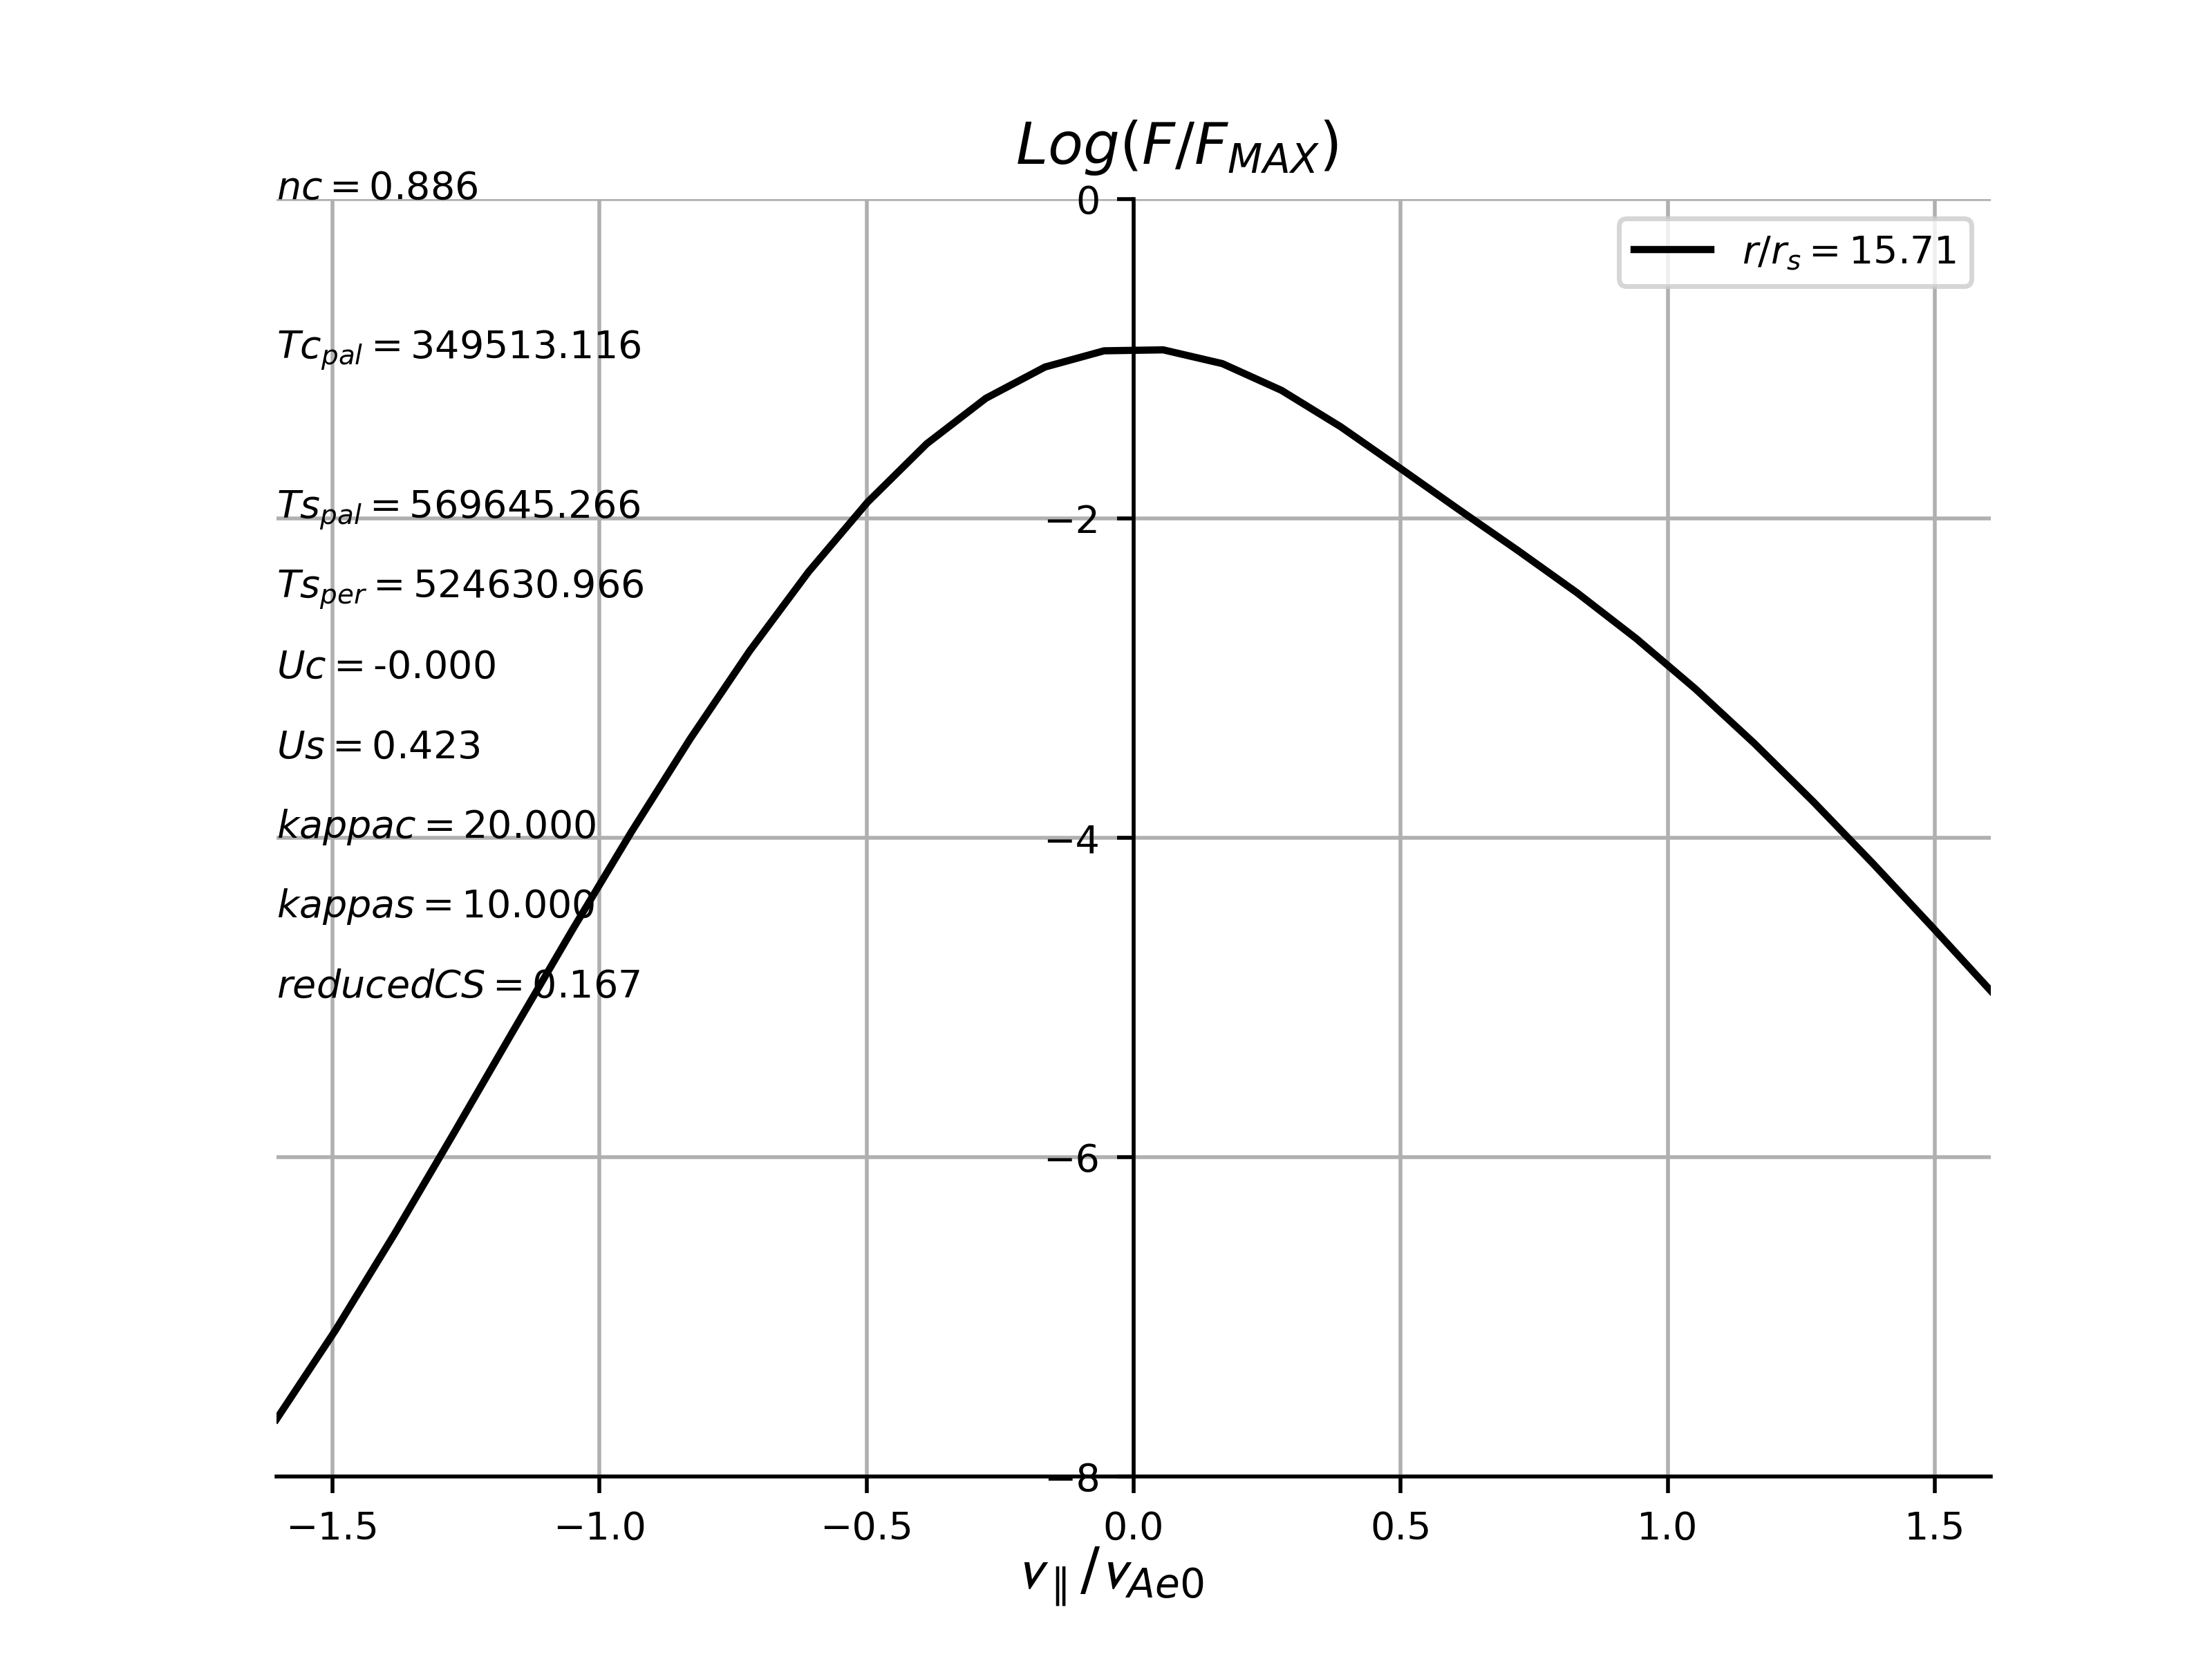 Log(F/F_MAX)
nc = 0.886
0
r/r_s = 15.71
Tc_pal = 349513.116
Ts_pal = 569645.266
−2
Ts_per = 524630.966
Uc = -0.000
Us = 0.423
kappac = 20.000
−4
kappas = 10.000
reducedCS = 0.167
−6
−8
−1.5 −1.0 −0.5 0.0 0.5 1.0 1.5
v_∥/v_Ae0